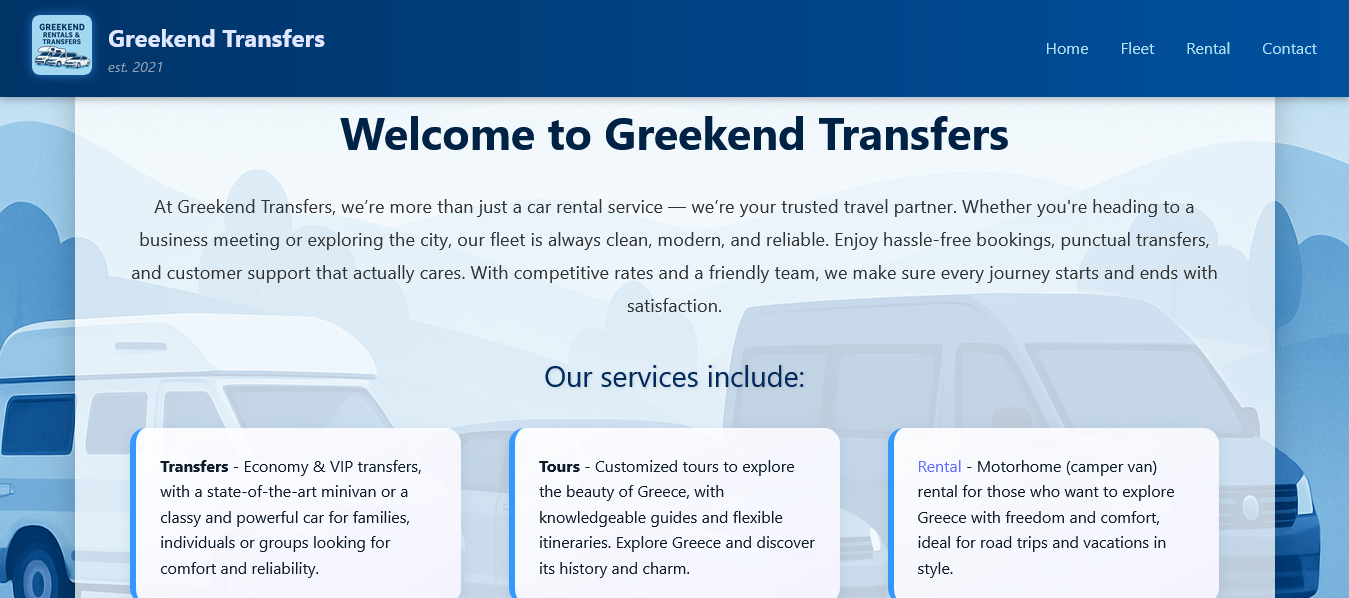 GREEKEND
RENTALS &
TRANSFERS
Greekend Transfers
est. 2021
Home Fleet Rental Contact
Welcome to Greekend Transfers
At Greekend Transfers, we’re more than just a car rental service — we’re your trusted travel partner. Whether you're heading to a
business meeting or exploring the city, our fleet is always clean, modern, and reliable. Enjoy hassle-free bookings, punctual transfers,
and customer support that actually cares. With competitive rates and a friendly team, we make sure every journey starts and ends with
satisfaction.
Our services include:
Transfers - Economy & VIP transfers,
with a state-of-the-art minivan or a
classy and powerful car for families,
individuals or groups looking for
comfort and reliability.
Tours - Customized tours to explore
the beauty of Greece, with
knowledgeable guides and flexible
itineraries. Explore Greece and discover
its history and charm.
Rental - Motorhome (camper van)
rental for those who want to explore
Greece with freedom and comfort,
ideal for road trips and vacations in
style.